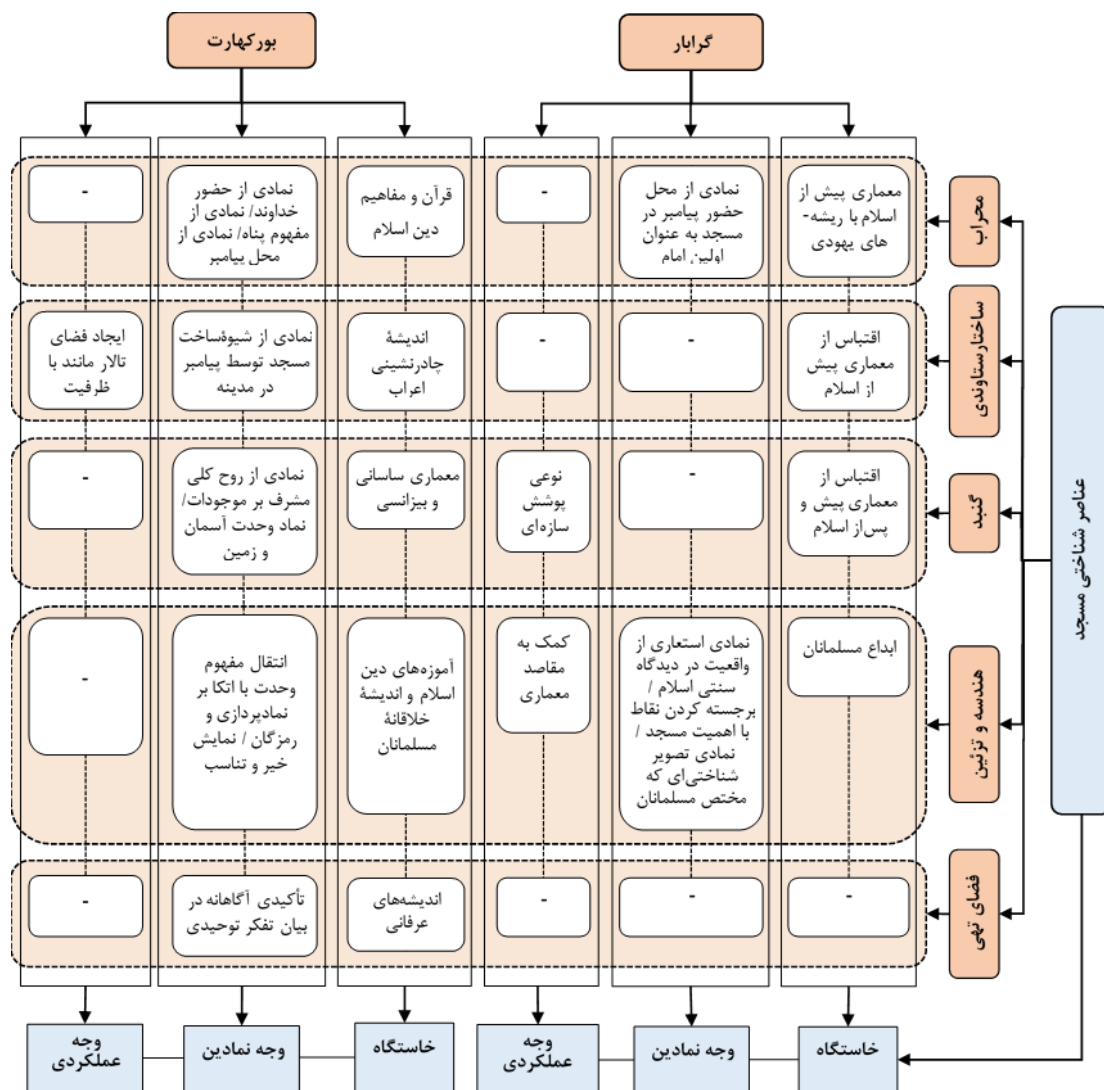 گرابار
بورکهارت
محراب
معماری پیش از
اسلام با ریشه-
های یهودی
نمادی از محل
حضور پیامبر در
مسجد به عنوان
اولین امام
-
قرآن و مفاهیم
دین اسلام
نمادی از حضور
خداوند/ نمادی از
مفهوم پناه/ نمادی از
محل پیامبر
-
ساختارستاوندی
اقتباس از
معماری پیش
از اسلام
-
-
اندیشۀ
چادرنشینی
اعراب
نمادی از شیوۀساخت
مسجد توسط پیامبر
در مدینه
ایجاد فضای
تالار مانند با
ظرفیت
گنبد
اقتباس از
معماری پیش و
پس‌از اسلام
-
نوعی
پوشش
سازه‌ای
معماری ساسانی
و بیزانسی
نمادی از روح کلی
مشرف بر موجودات/
نماد وحدت آسمان
و زمین
-
هندسه و تزئین
ابداع مسلمانان
نمادی استعاری از
واقعیت در دیدگاه
سنتی اسلام /
برجسته کردن نقاط
با اهمیت مسجد /
نمادی تصویر
شناختی‌ای که
مختص مسلمانان
کمک به
مقاصد
معماری
آموزه‌های دین
اسلام و اندیشۀ
خلاقانۀ
مسلمانان
انتقال مفهوم
وحدت با اتکا بر
نمادپردازی و
رمزگان / نمایش
خیر و تناسب
-
فضای تهی
-
-
-
اندیشه‌های
عرفانی
تأکیدی آگاهانه در
بیان تفکر توحیدی
-
عناصر شناختی مسجد
خاستگاه
وجه نمادین
وجه
عملکردی
خاستگاه
وجه نمادین
وجه
عملکردی